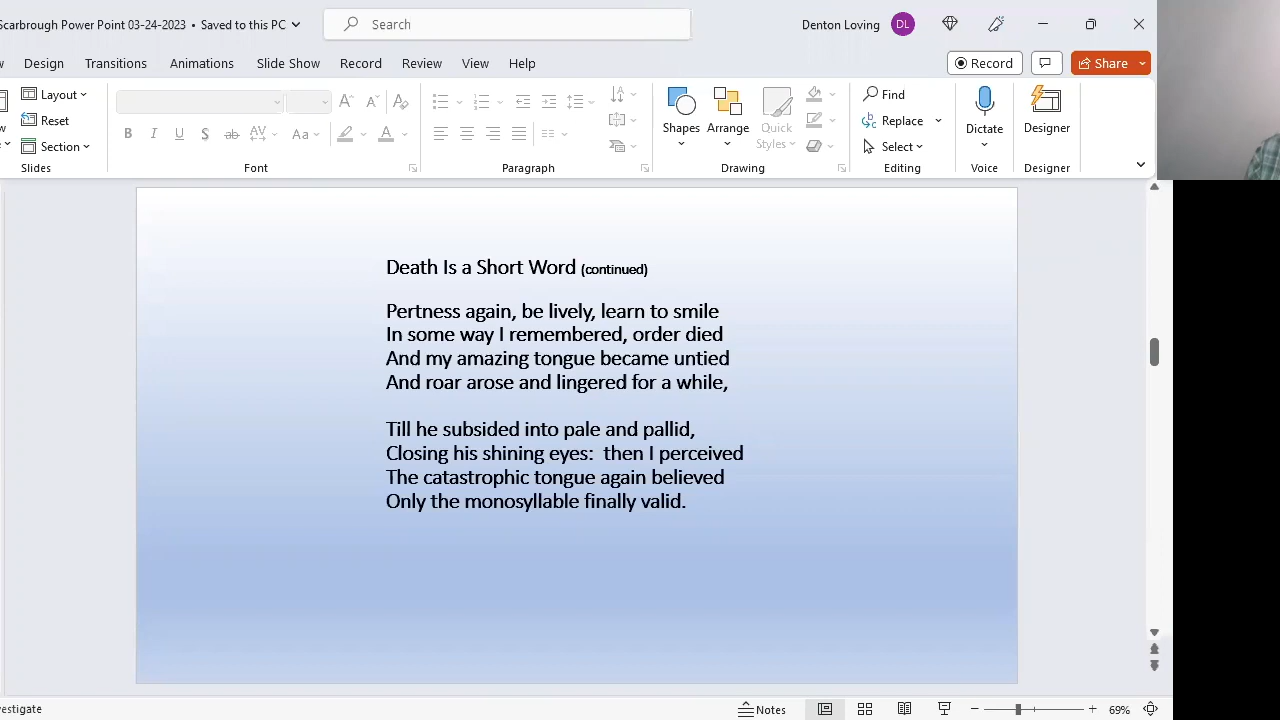 Scarbrough Power Point 03-24-2023 • Saved to this PC
Search
Denton Loving
DL
Design
Transitions
Animations
Slide Show
Record
Review
View
Help
Record
Share
Layout
Reset
Section
Slides
B I U S ab AV Aa A
Font
Paragraph
Shapes
Arrange
Quick
Styles
Drawing
Find
Replace
Select
Editing
Dictate
Voice
Designer
Designer
Death Is a Short Word (continued)
Pertness again, be lively, learn to smile
In some way I remembered, order died
And my amazing tongue became untied
And roar arose and lingered for a while,
Till he subsided into pale and pallid,
Closing his shining eyes:  then I perceived
The catastrophic tongue again believed
Only the monosyllable finally valid.
Notes
69%